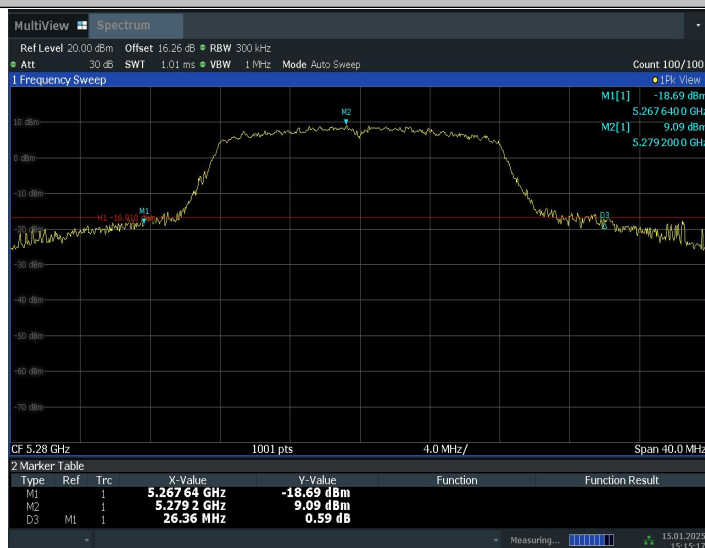 MultiView Spectrum
Ref Level 20.00 dBm Offset 16.26 dB RBW 300 kHz
Att 30 dB SWT 1.01 ms VBW 1 MHz Mode Auto Sweep Count 100/100
1 Frequency Sweep 1Pk View
M1[1] -18.69 dBm
5.267 640 0 GHz
M2[1] 9.09 dBm
5.279 200 0 GHz
M2
10 dBm
0 dBm
-10 dBm
M1
H1 -16.910
D3
-20 dBm
-30 dBm
-40 dBm
-50 dBm
-60 dBm
-70 dBm
CF 5.28 GHz 1001 pts 4.0 MHz/ Span 40.0 MHz
2 Marker Table
Type Ref Trc X-Value Y-Value Function Function Result
M1 1 5.267 64 GHz -18.69 dBm
M2 1 5.279 2 GHz 9.09 dBm
D3 M1 1 26.36 MHz 0.59 dB
Measuring... 15.01.2025
15:15:17